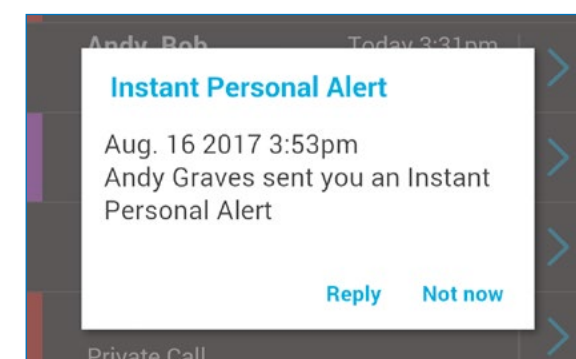 Andy, Bob Today 3:31pm
Instant Personal Alert
Aug. 16 2017 3:53pm
Andy Graves sent you an Instant
Personal Alert
Reply Not now
Private Call